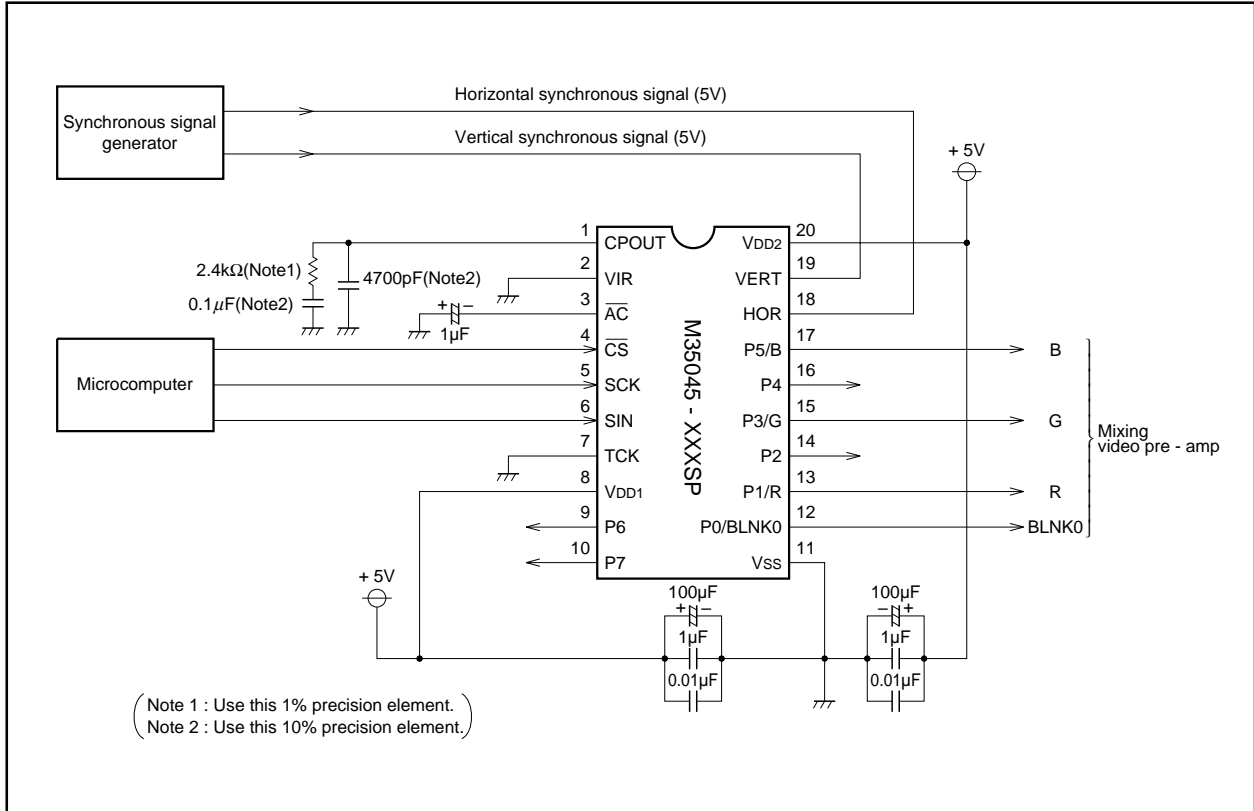 Horizontal synchronous signal (5V)
Synchronous signal
generator
Vertical synchronous signal (5V)
+ 5V
1
CPOUT
2
VIR
3
AC
4
CS
5
SCK
6
SIN
7
TCK
8
VDD1
9
P6
10
P7
M35045 - XXXSP
20
VDD2
19
VERT
18
HOR
17
P5/B
16
P4
15
P3/G
14
P2
13
P1/R
12
P0/BLNK0
11
VSS
2.4kΩ(Note1)
4700pF(Note2)
0.1µF(Note2)
+ –
1µF
Microcomputer
B
G
R
BLNK0
Mixing
video pre - amp
+ 5V
100µF
+ –
1µF
0.01µF
100µF
– +
1µF
0.01µF
Note 1 : Use this 1% precision element.
Note 2 : Use this 10% precision element.